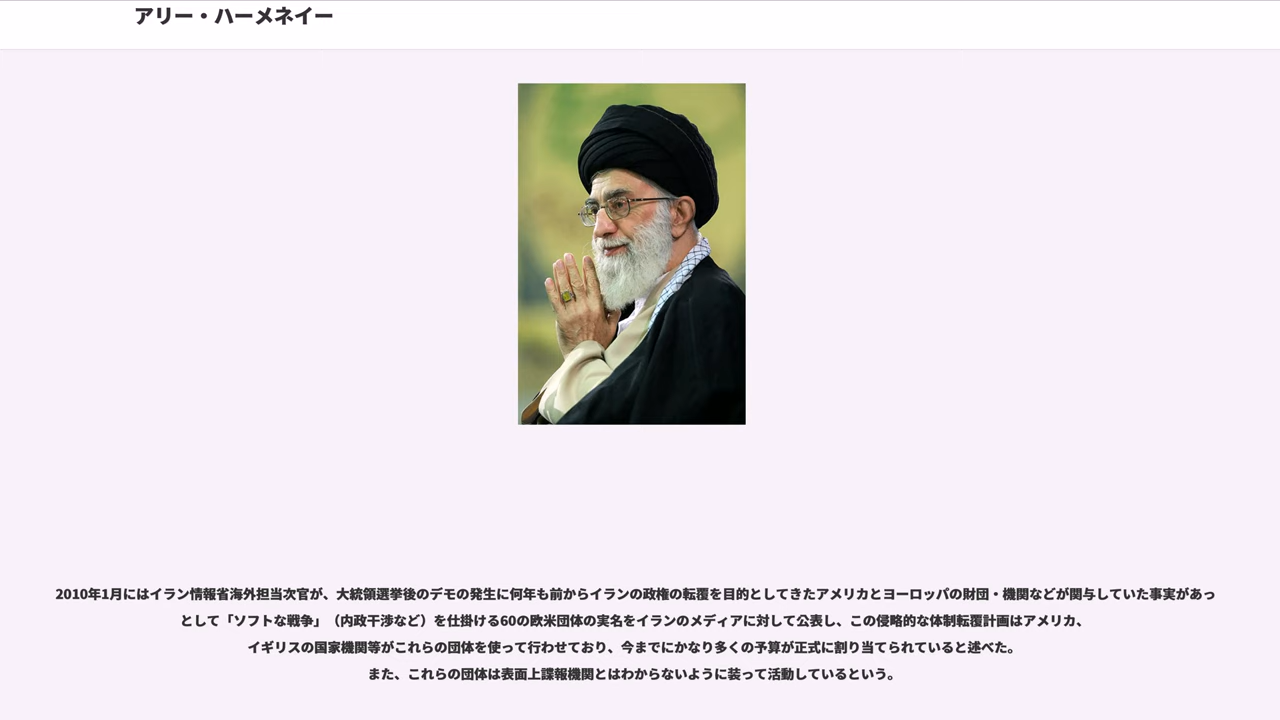 アリー・ハーメネイー
2010年1月にはイラン情報省海外担当次官が、大統領選挙後のデモの発生に何年も前からイランの政権の転覆を目的としてきたアメリカとヨーロッパの財団・機関などが関与していた事実があっ
として「ソフトな戦争」（内政干渉など）を仕掛ける60の欧米団体の実名をイランのメディアに対して公表し、この侵略的な体制転覆計画はアメリカ、
イギリスの国家機関等がこれらの団体を使って行わせており、今までにかなり多くの予算が正式に割り当てられていると述べた。
また、これらの団体は表面上諜報機関とはわからないように装って活動しているという。